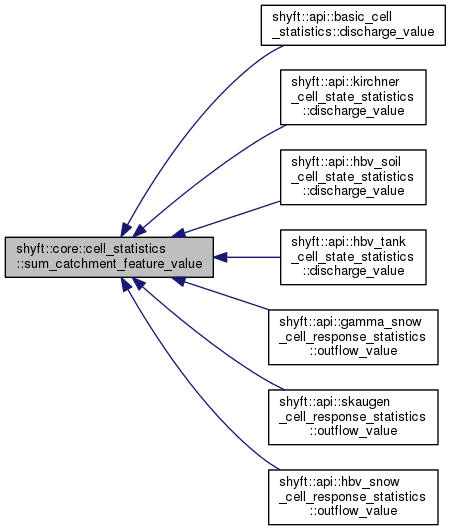 shyft::api::basic_cell
_statistics::discharge_value
shyft::api::kirchner
_cell_state_statistics
::discharge_value
shyft::api::hbv_soil
_cell_state_statistics
::discharge_value
shyft::core::cell_statistics
::sum_catchment_feature_value
shyft::api::hbv_tank
_cell_state_statistics
::discharge_value
shyft::api::gamma_snow
_cell_response_statistics
::outflow_value
shyft::api::skaugen
_cell_response_statistics
::outflow_value
shyft::api::hbv_snow
_cell_response_statistics
::outflow_value